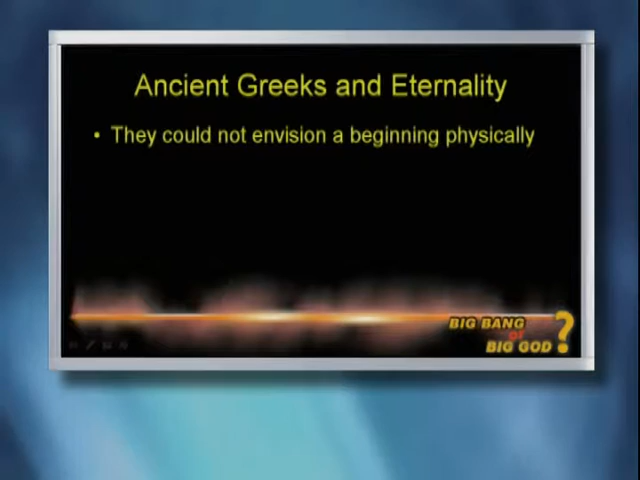 Ancient Greeks and Eternality
• They could not envision a beginning physically
BIG BANG
or
BIG GOD
?